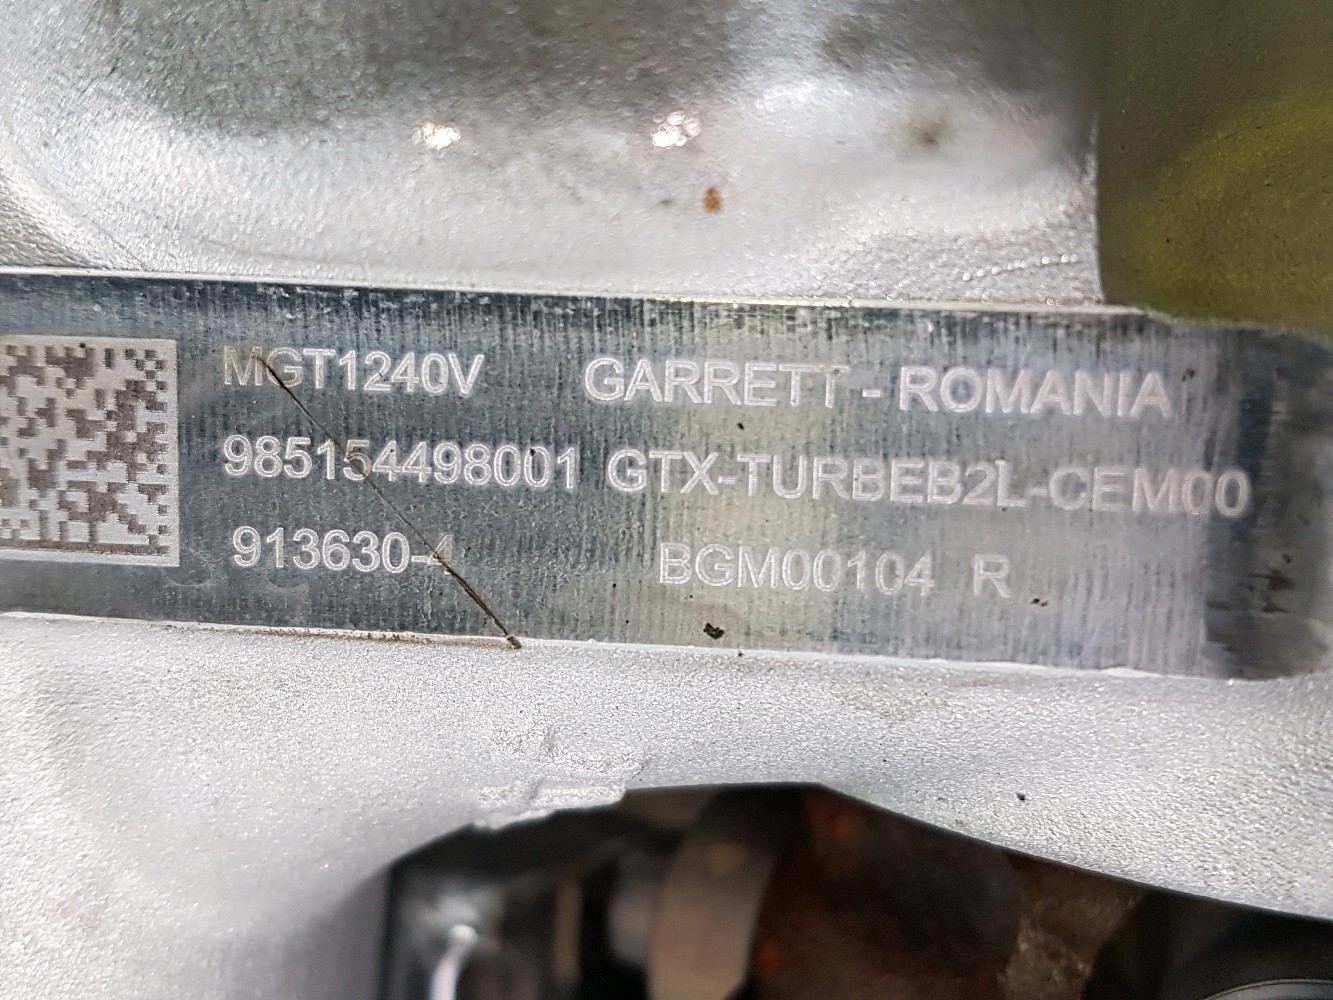 MGT1240V GARRETT - ROMANIA
985154498001 GTX-TURBEB2L-CEM00
913630-4 BGM00104 R